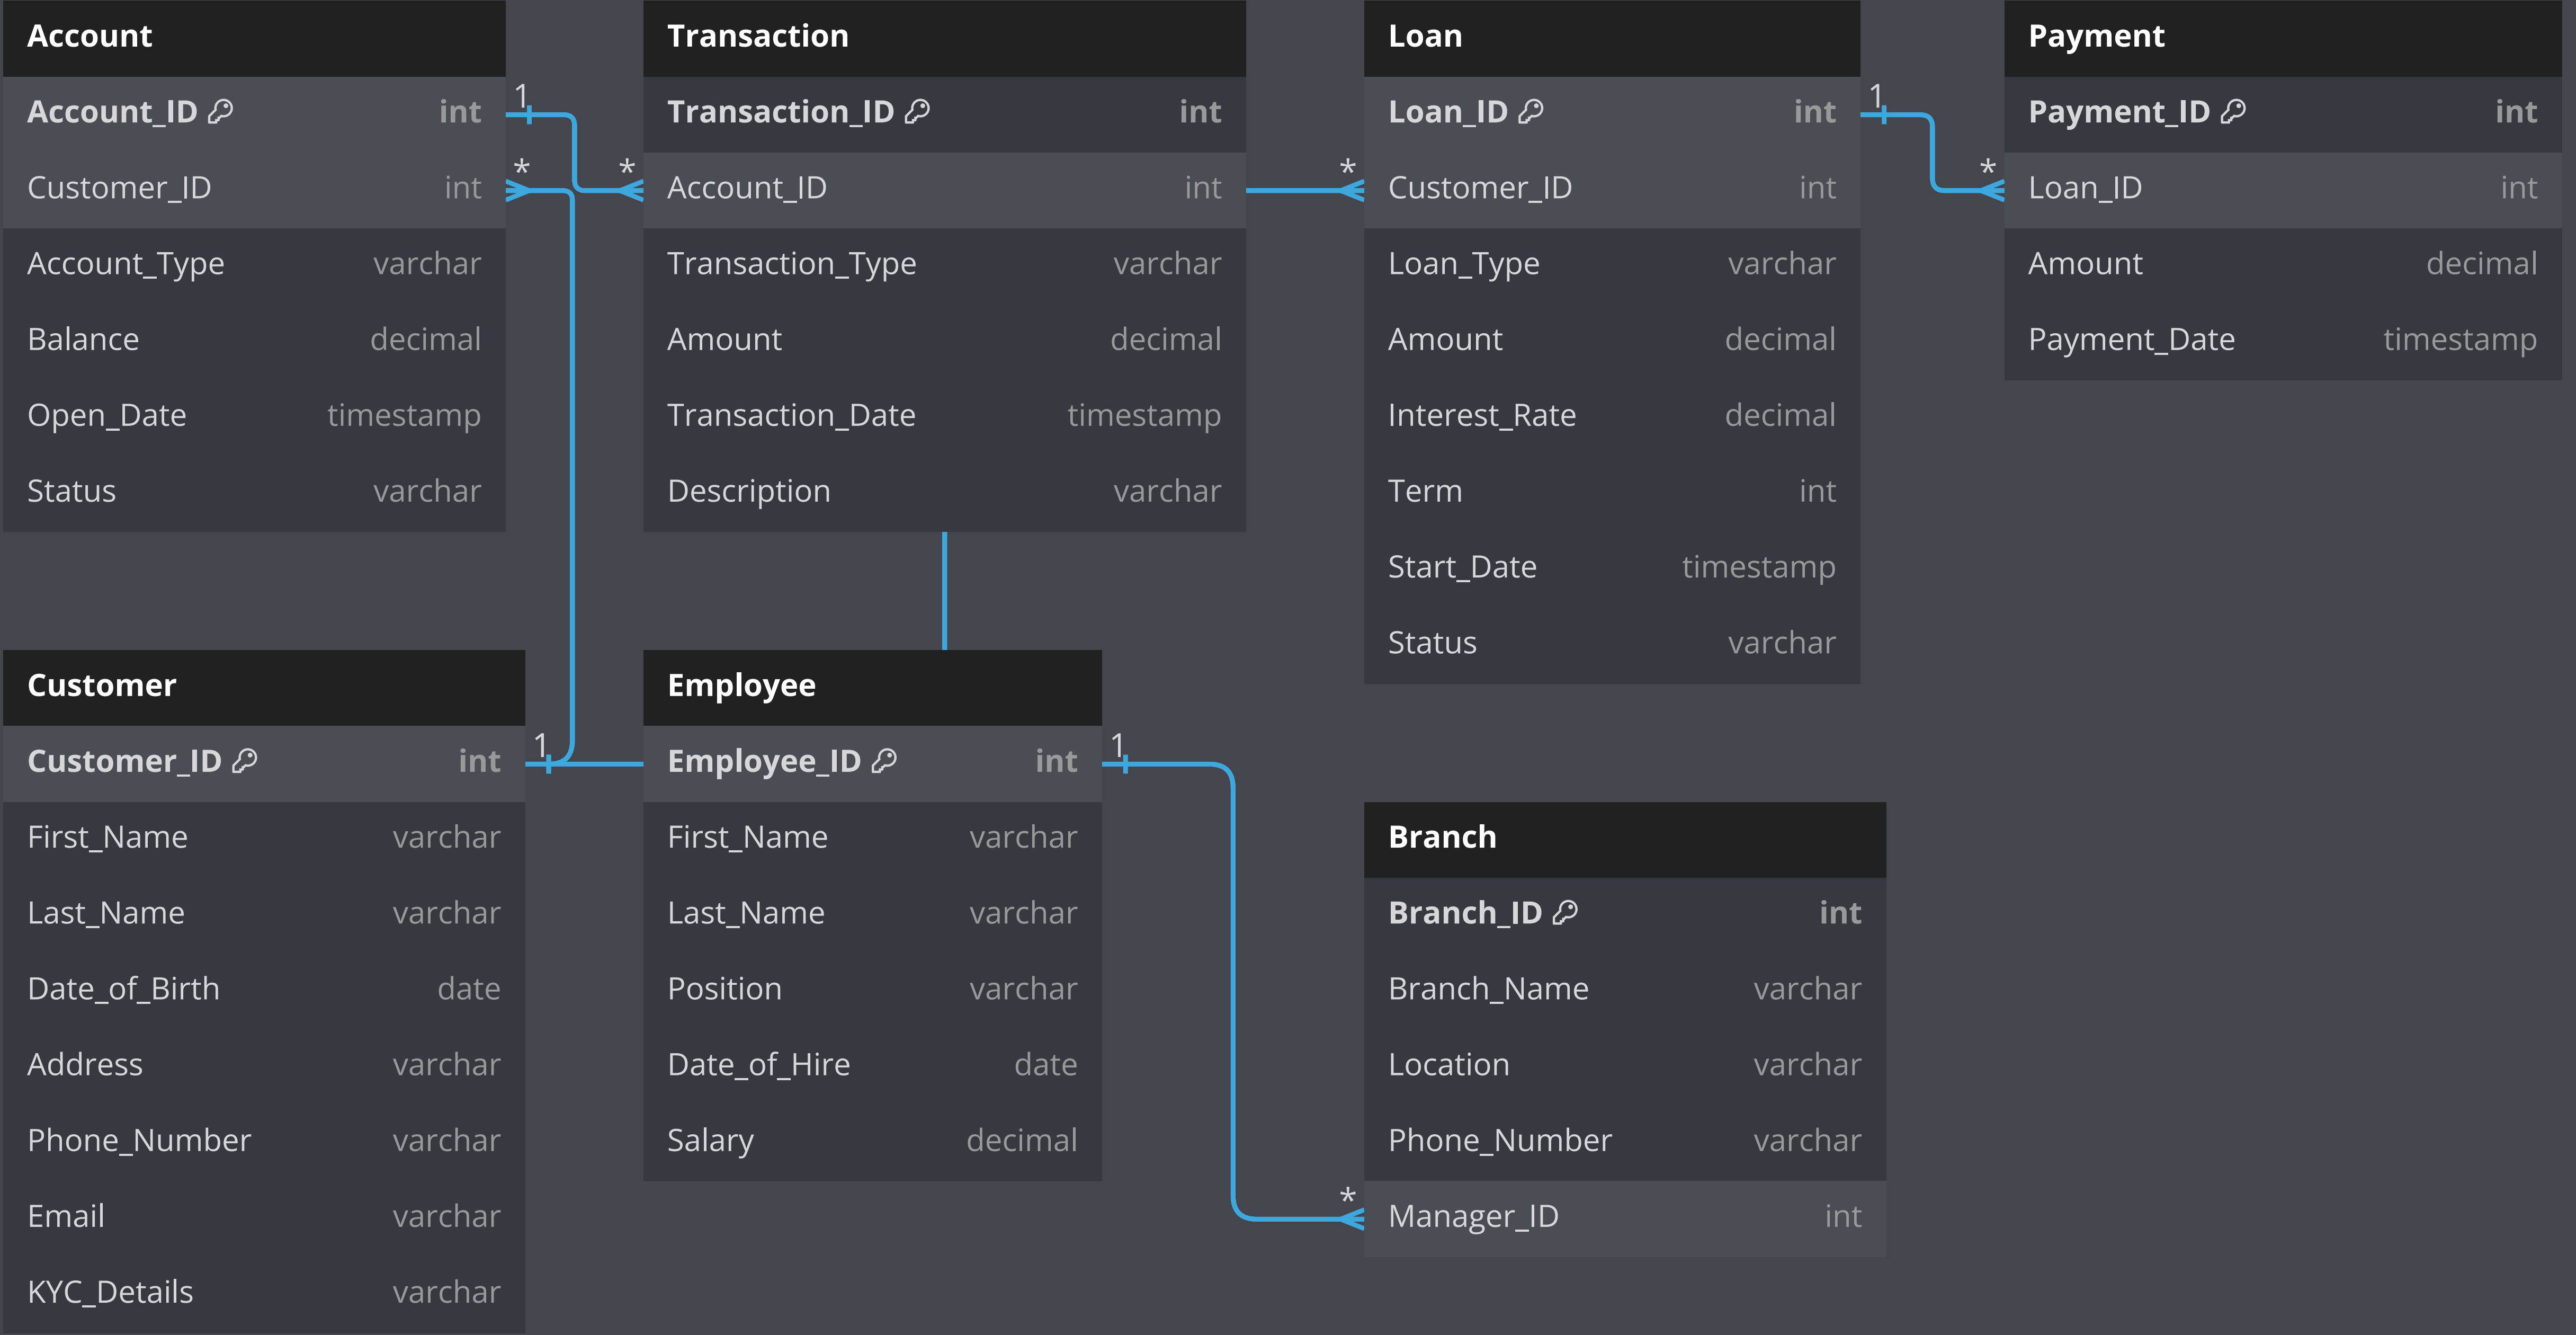 Account
Account_ID int
Customer_ID int
Account_Type varchar
Balance decimal
Open_Date timestamp
Status varchar
1
*
*
Transaction
Transaction_ID int
Account_ID int
Transaction_Type varchar
Amount decimal
Transaction_Date timestamp
Description varchar
*
Loan
Loan_ID int
Customer_ID int
Loan_Type varchar
Amount decimal
Interest_Rate decimal
Term int
Start_Date timestamp
Status varchar
1
*
Payment
Payment_ID int
Loan_ID int
Amount decimal
Payment_Date timestamp
Customer
Customer_ID int
First_Name varchar
Last_Name varchar
Date_of_Birth date
Address varchar
Phone_Number varchar
Email varchar
KYC_Details varchar
1
Employee
Employee_ID int
First_Name varchar
Last_Name varchar
Position varchar
Date_of_Hire date
Salary decimal
1
*
Branch
Branch_ID int
Branch_Name varchar
Location varchar
Phone_Number varchar
Manager_ID int